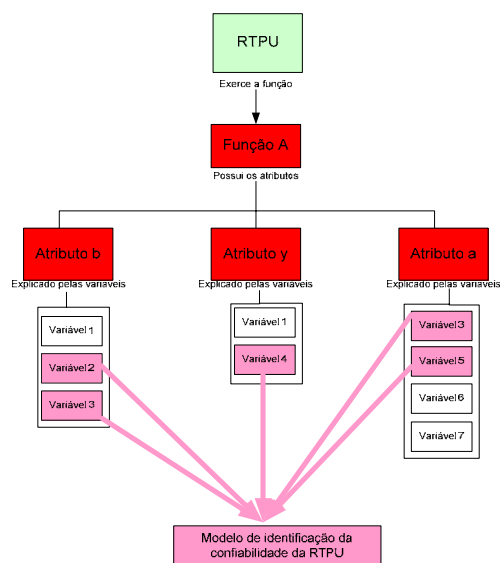 RTPU
Exerce a função
Função A
Possui os atributos
Atributo b
Atributo y
Atributo a
Explicado pelas variáveis
Explicado pelas variáveis
Explicado pelas variáveis
Variável 1
Variável 2
Variável 3
Variável 1
Variável 4
Variável 3
Variável 5
Variável 6
Variável 7
Modelo de identificação da
confiabilidade da RTPU